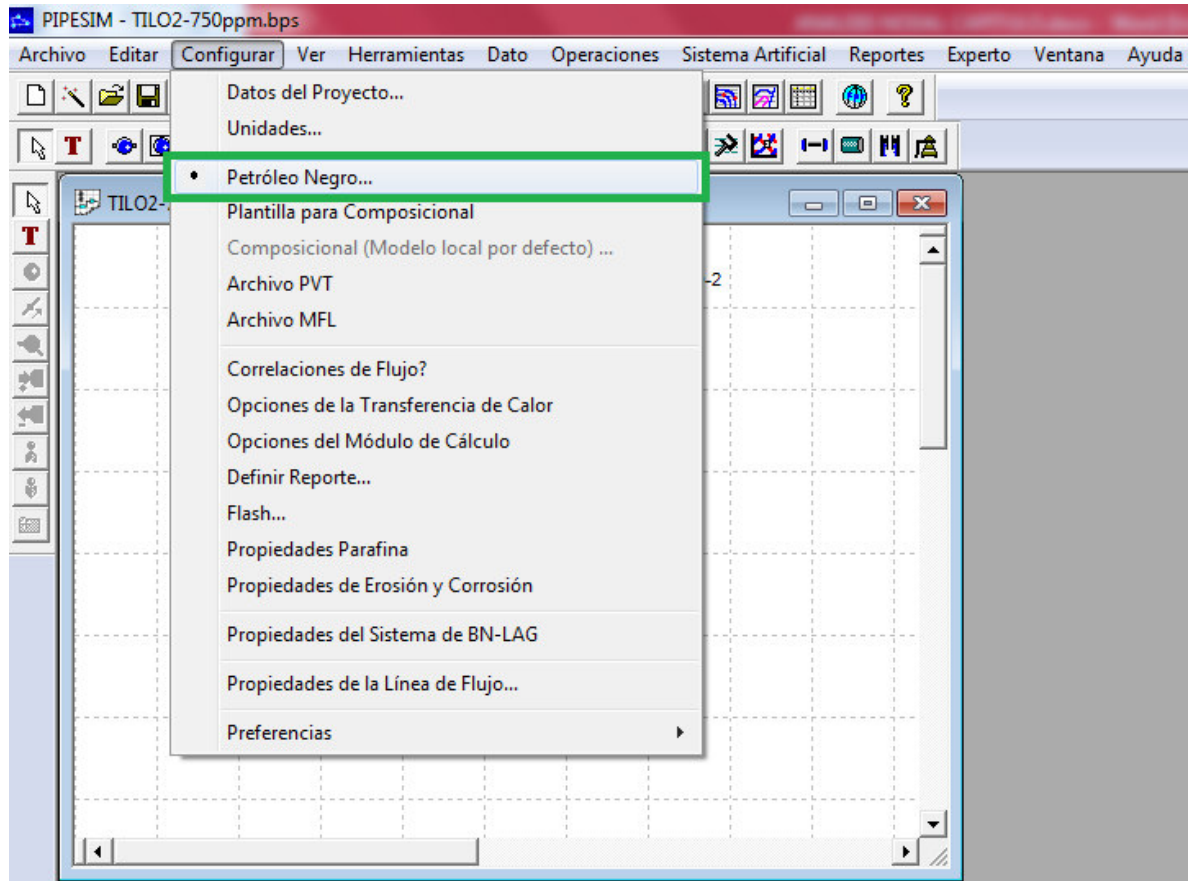 PIPESIM - TILO2-750ppm.bps
Archivo Editar Configurar Ver Herramientas Dato Operaciones Sistema Artificial Reportes Experto Ventana Ayuda
Datos del Proyecto...
Unidades...
T
Petróleo Negro...
TILO2-
Plantilla para Composicional
T
Composicional (Modelo local por defecto) ...
-2
Archivo PVT
Archivo MFL
Correlaciones de Flujo?
Opciones de la Transferencia de Calor
Opciones del Módulo de Cálculo
Definir Reporte...
Flash...
Propiedades Parafina
Propiedades de Erosión y Corrosión
Propiedades del Sistema de BN-LAG
Propiedades de la Línea de Flujo...
Preferencias